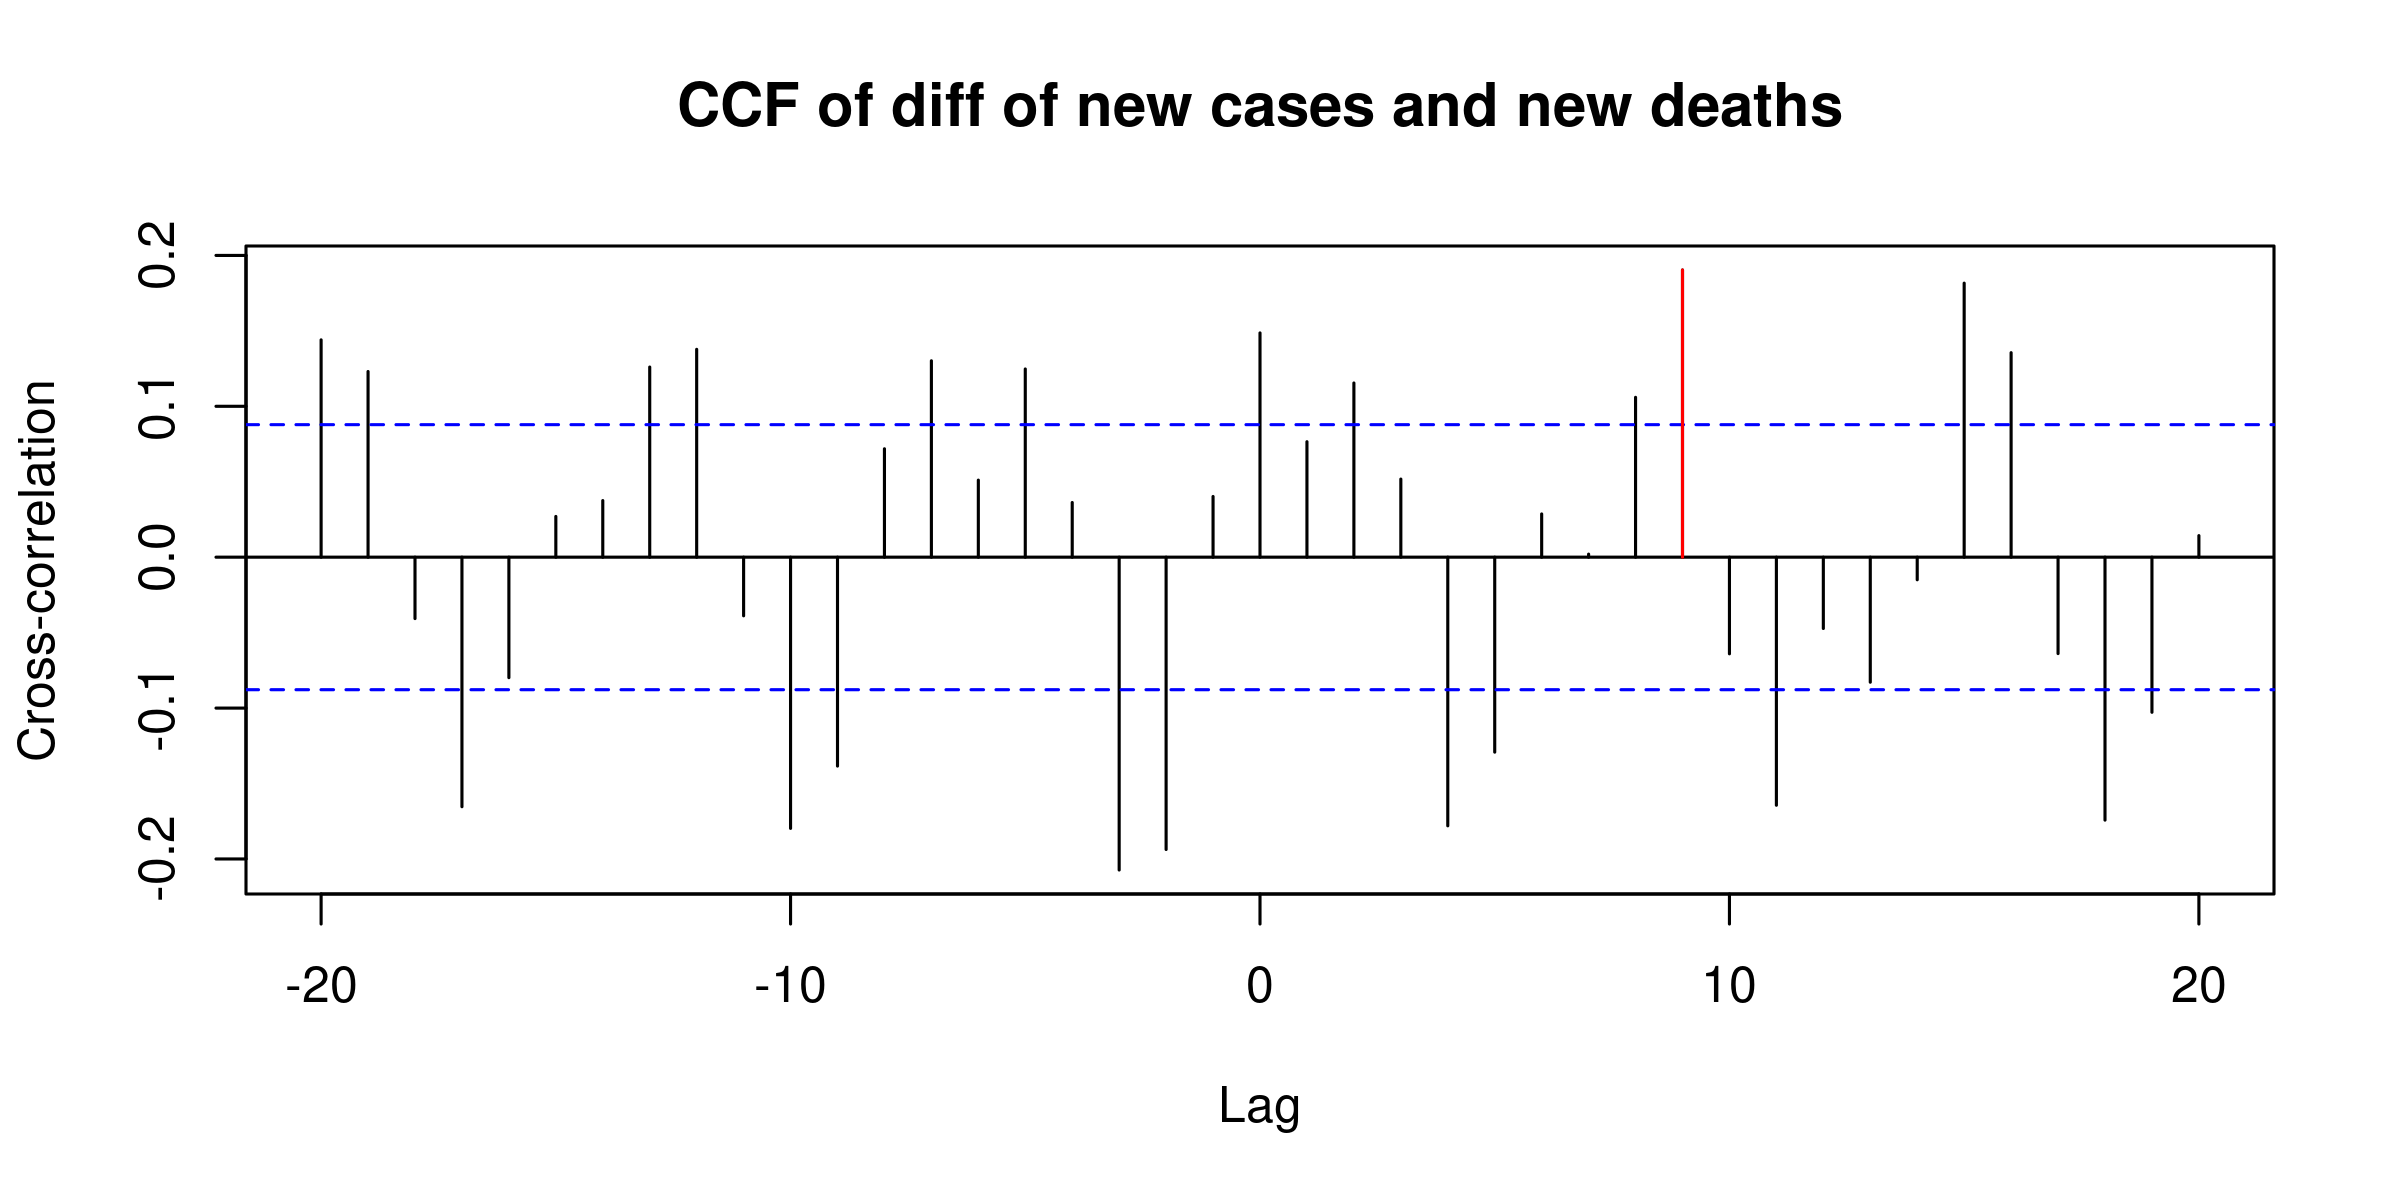 CCF of diff of new cases and new deaths
Cross-correlation
0.2
0.1
0.0
-0.1
-0.2
-20 -10 0 10 20
Lag